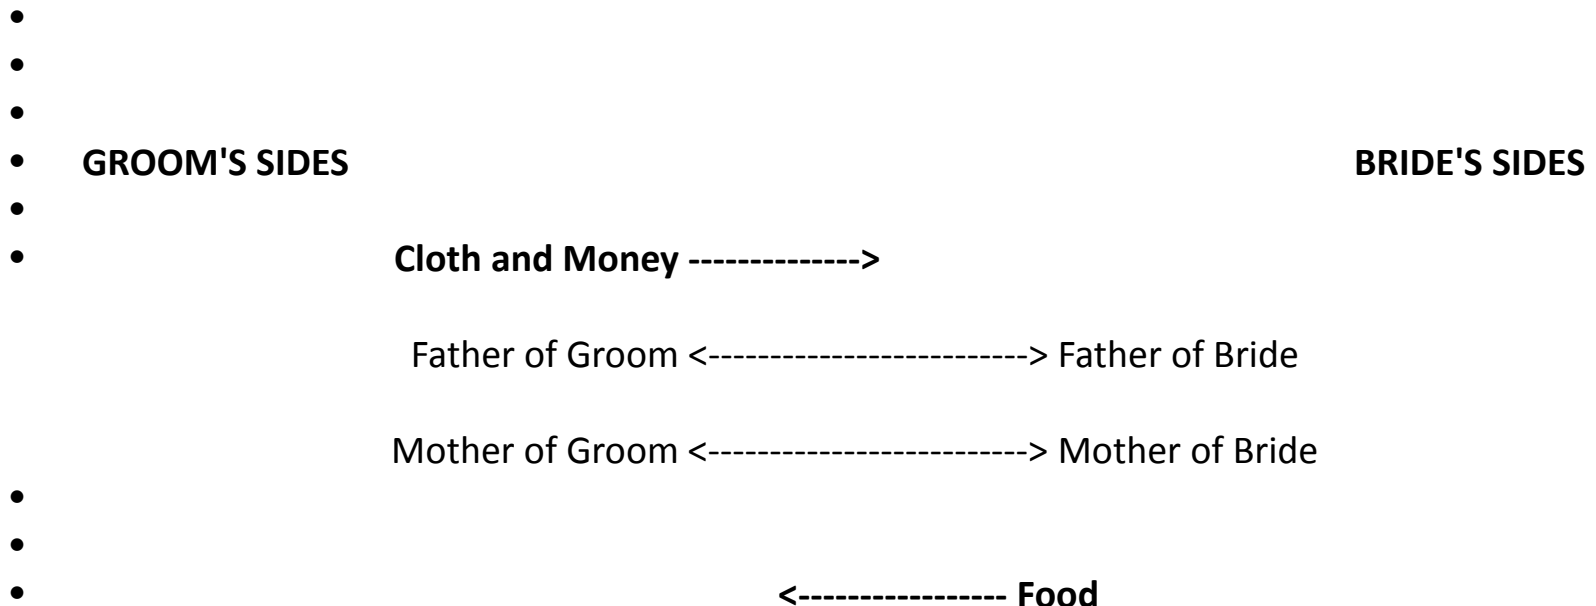 •
•
•
• GROOM'S SIDES BRIDE'S SIDES
•
• Cloth and Money -------------->
Father of Groom <--------------------------> Father of Bride
Mother of Groom <--------------------------> Mother of Bride
•
•
• <----------------- Food